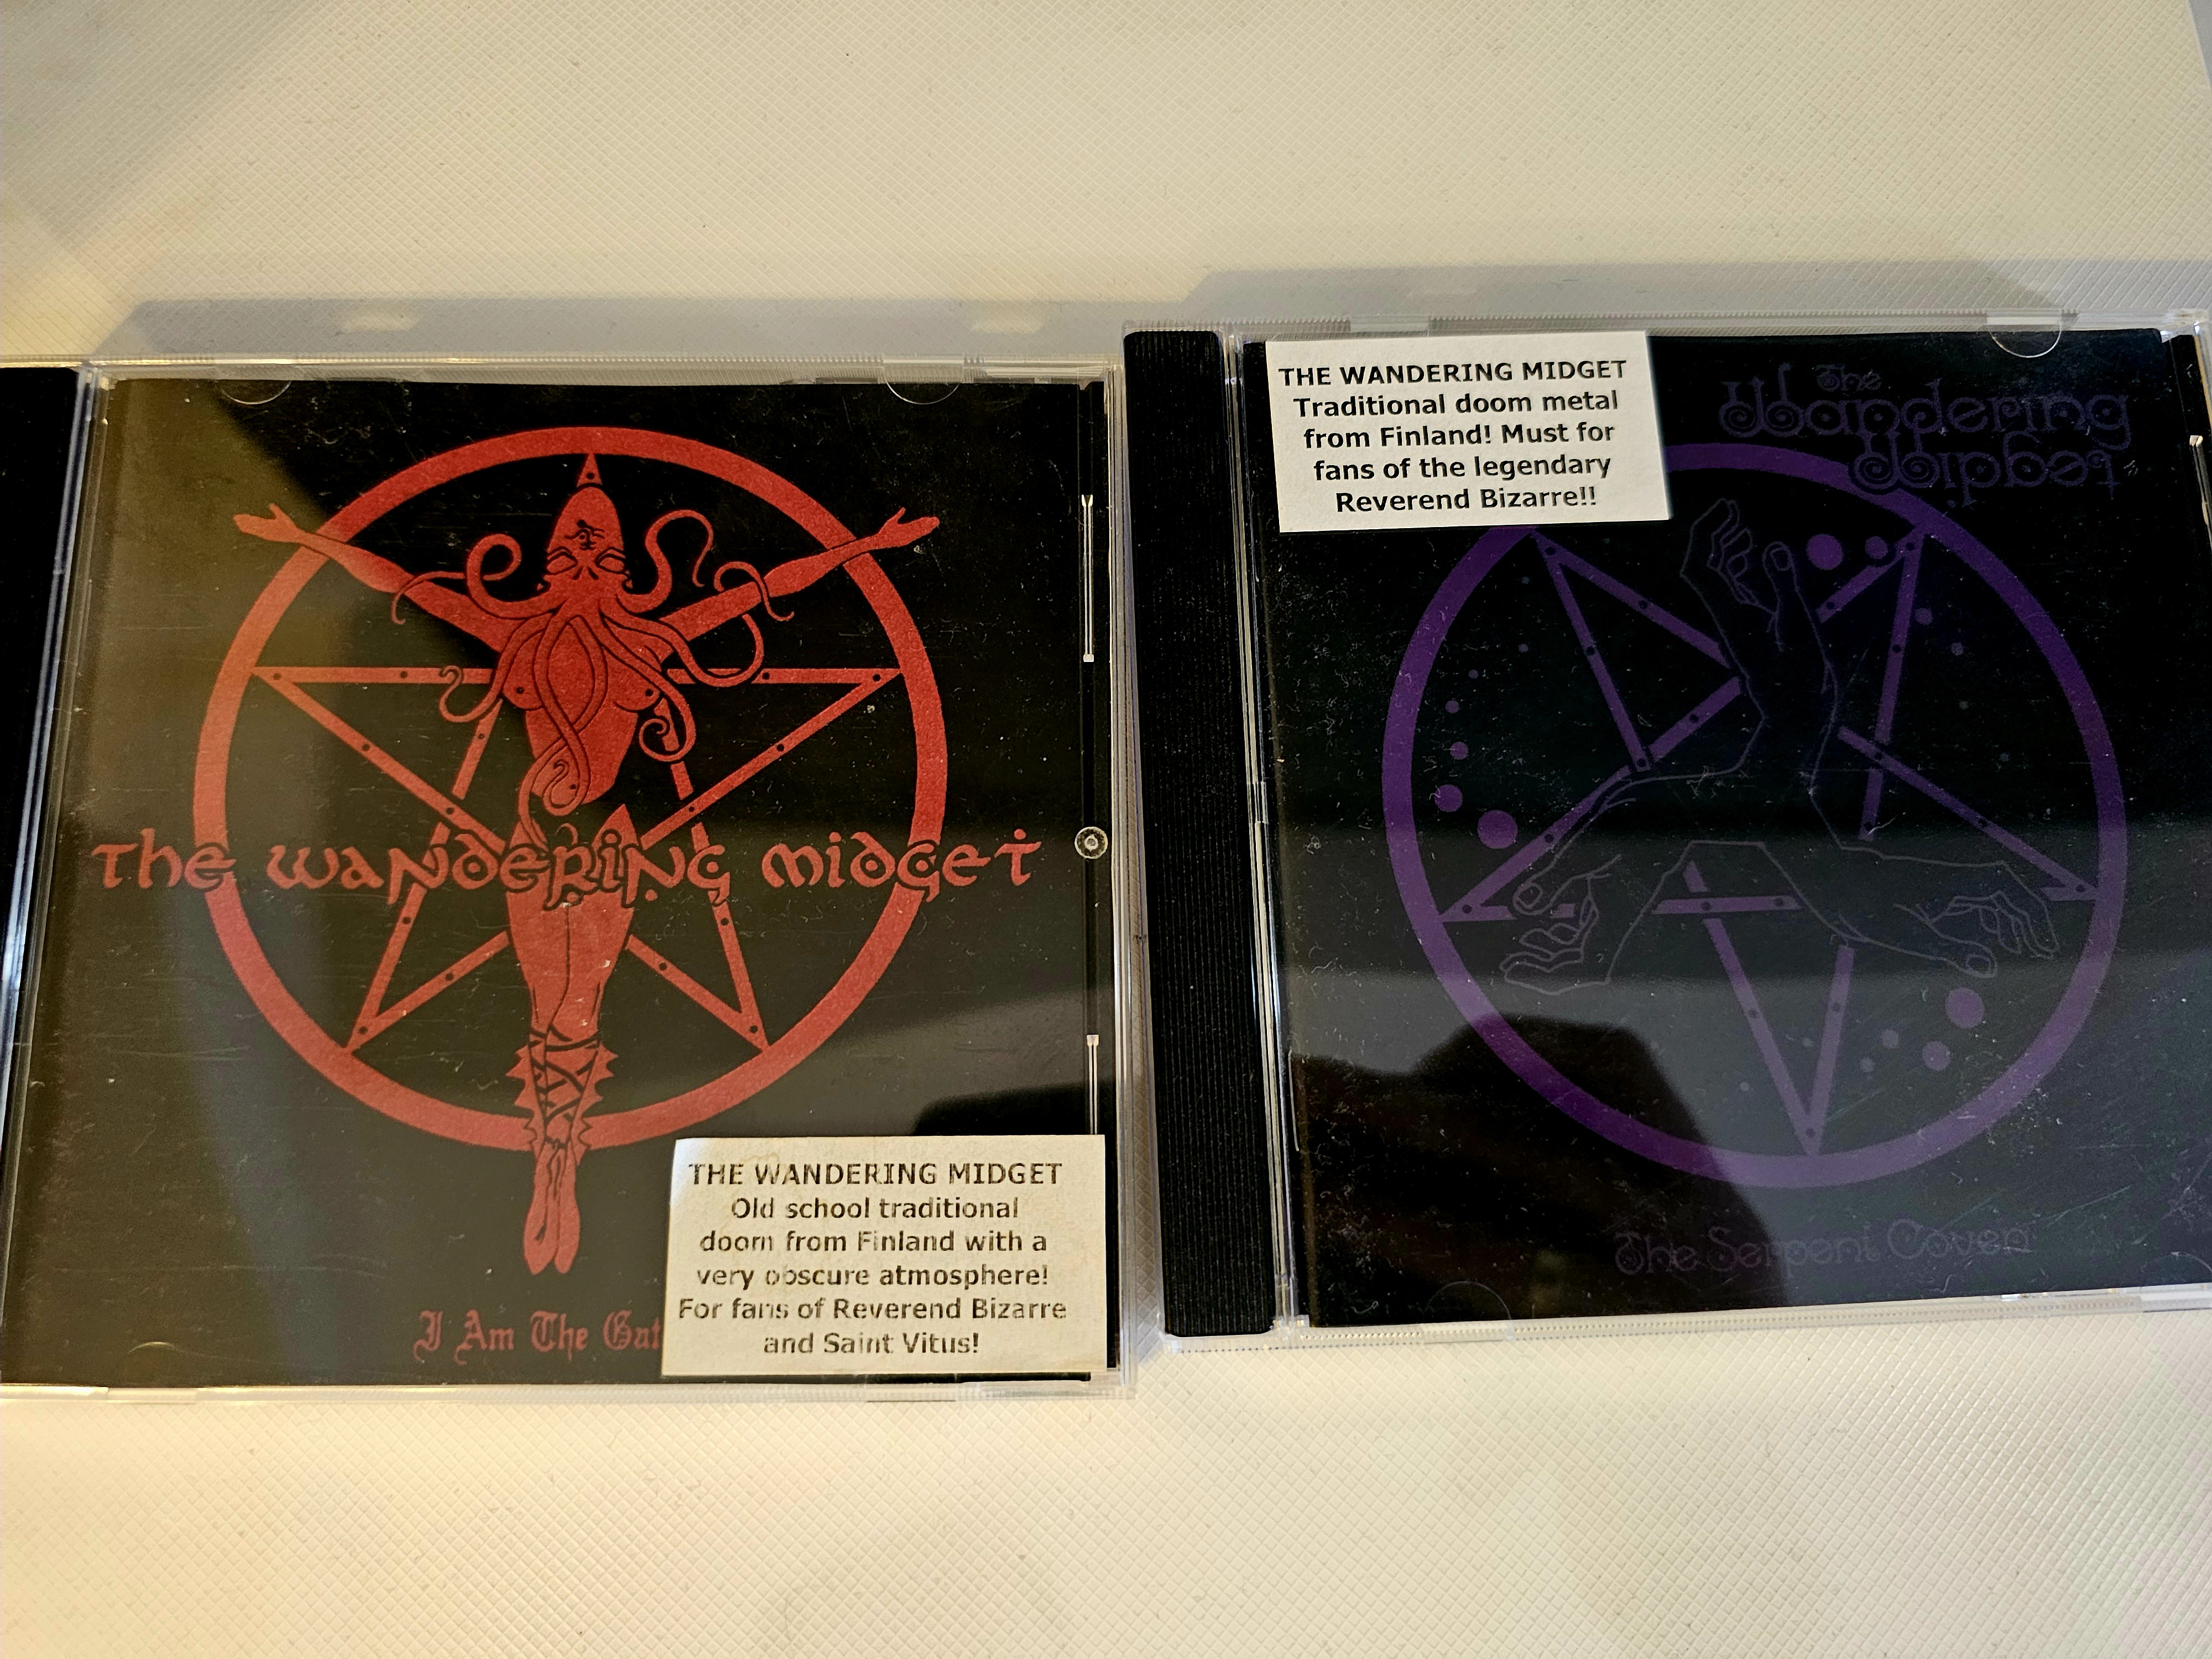 The Wandering Midget
I Am The
THE WANDERING MIDGET
Old school traditional
doom from Finland with a
very obscure atmosphere!
For fans of Reverend Bizarre
and Saint Vitus!
THE WANDERING MIDGET
Traditional doom metal
from Finland! Must for
fans of the legendary
Reverend Bizarre!!
The
Wandering
Midget
The Serpent Coven